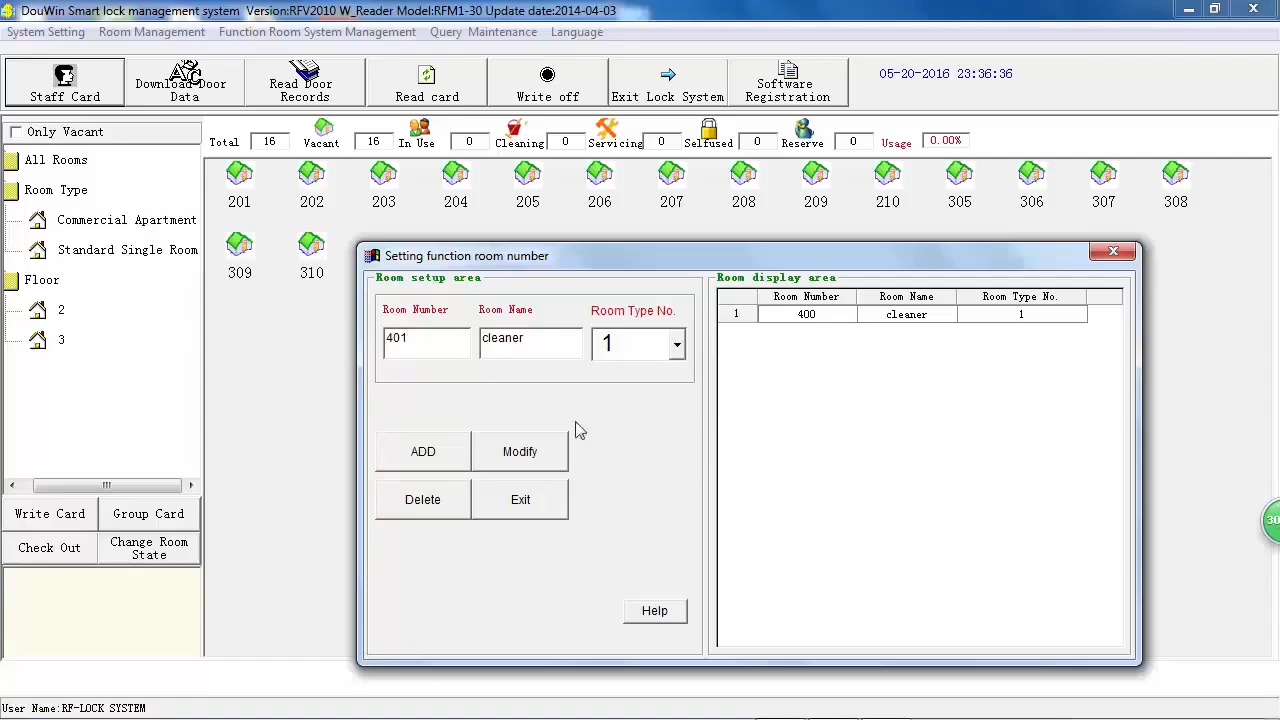 DouWin Smart lock management system Version:RFV2010 W_Reader Model:RFM1-30 Update date:2014-04-03
System Setting Room Management Function Room System Management Query Maintenance Language
Staff Card
Download Door Data
Read Door Records
Read card
Write off
Exit Lock System
Software Registration
05-20-2016 23:36:36
Only Vacant
Total 16 Vacant 16 In Use 0 Cleaning 0 Servicing 0 Selfused 0 Reserve 0 Usage 0.00%
All Rooms
Room Type
Commercial Apartment
Standard Single Room
Floor
2
3
201 202 203 204 205 206 207 208 209 210 305 306 307 308
309 310
Write Card Group Card
Check Out Change Room State
Setting function room number
Room setup area
Room Number Room Name Room Type No.
401 cleaner 1
ADD Modify
Delete Exit
Help
Room display area
Room Number Room Name Room Type No.
1 400 cleaner 1
30
User Name:RF-LOCK SYSTEM